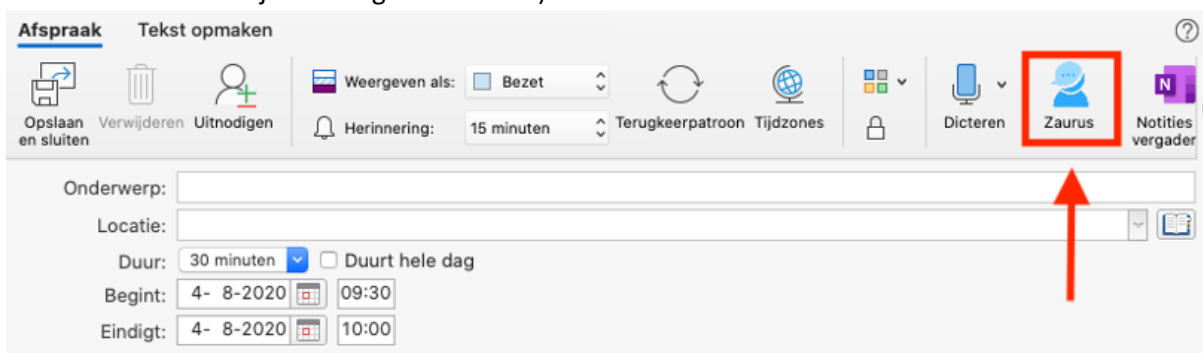 Afspraak Tekst opmaken
Weergeven als: Bezet
Herinnering: 15 minuten
Opslaan en sluiten
Verwijderen
Uitnodigen
Terugkeerpatroon
Tijdzones
Dicteren
Zaurus
N
Notities
vergader
Onderwerp:
Locatie:
Duur: 30 minuten Duurt hele dag
Begint: 4- 8-2020 09:30
Eindigt: 4- 8-2020 10:00